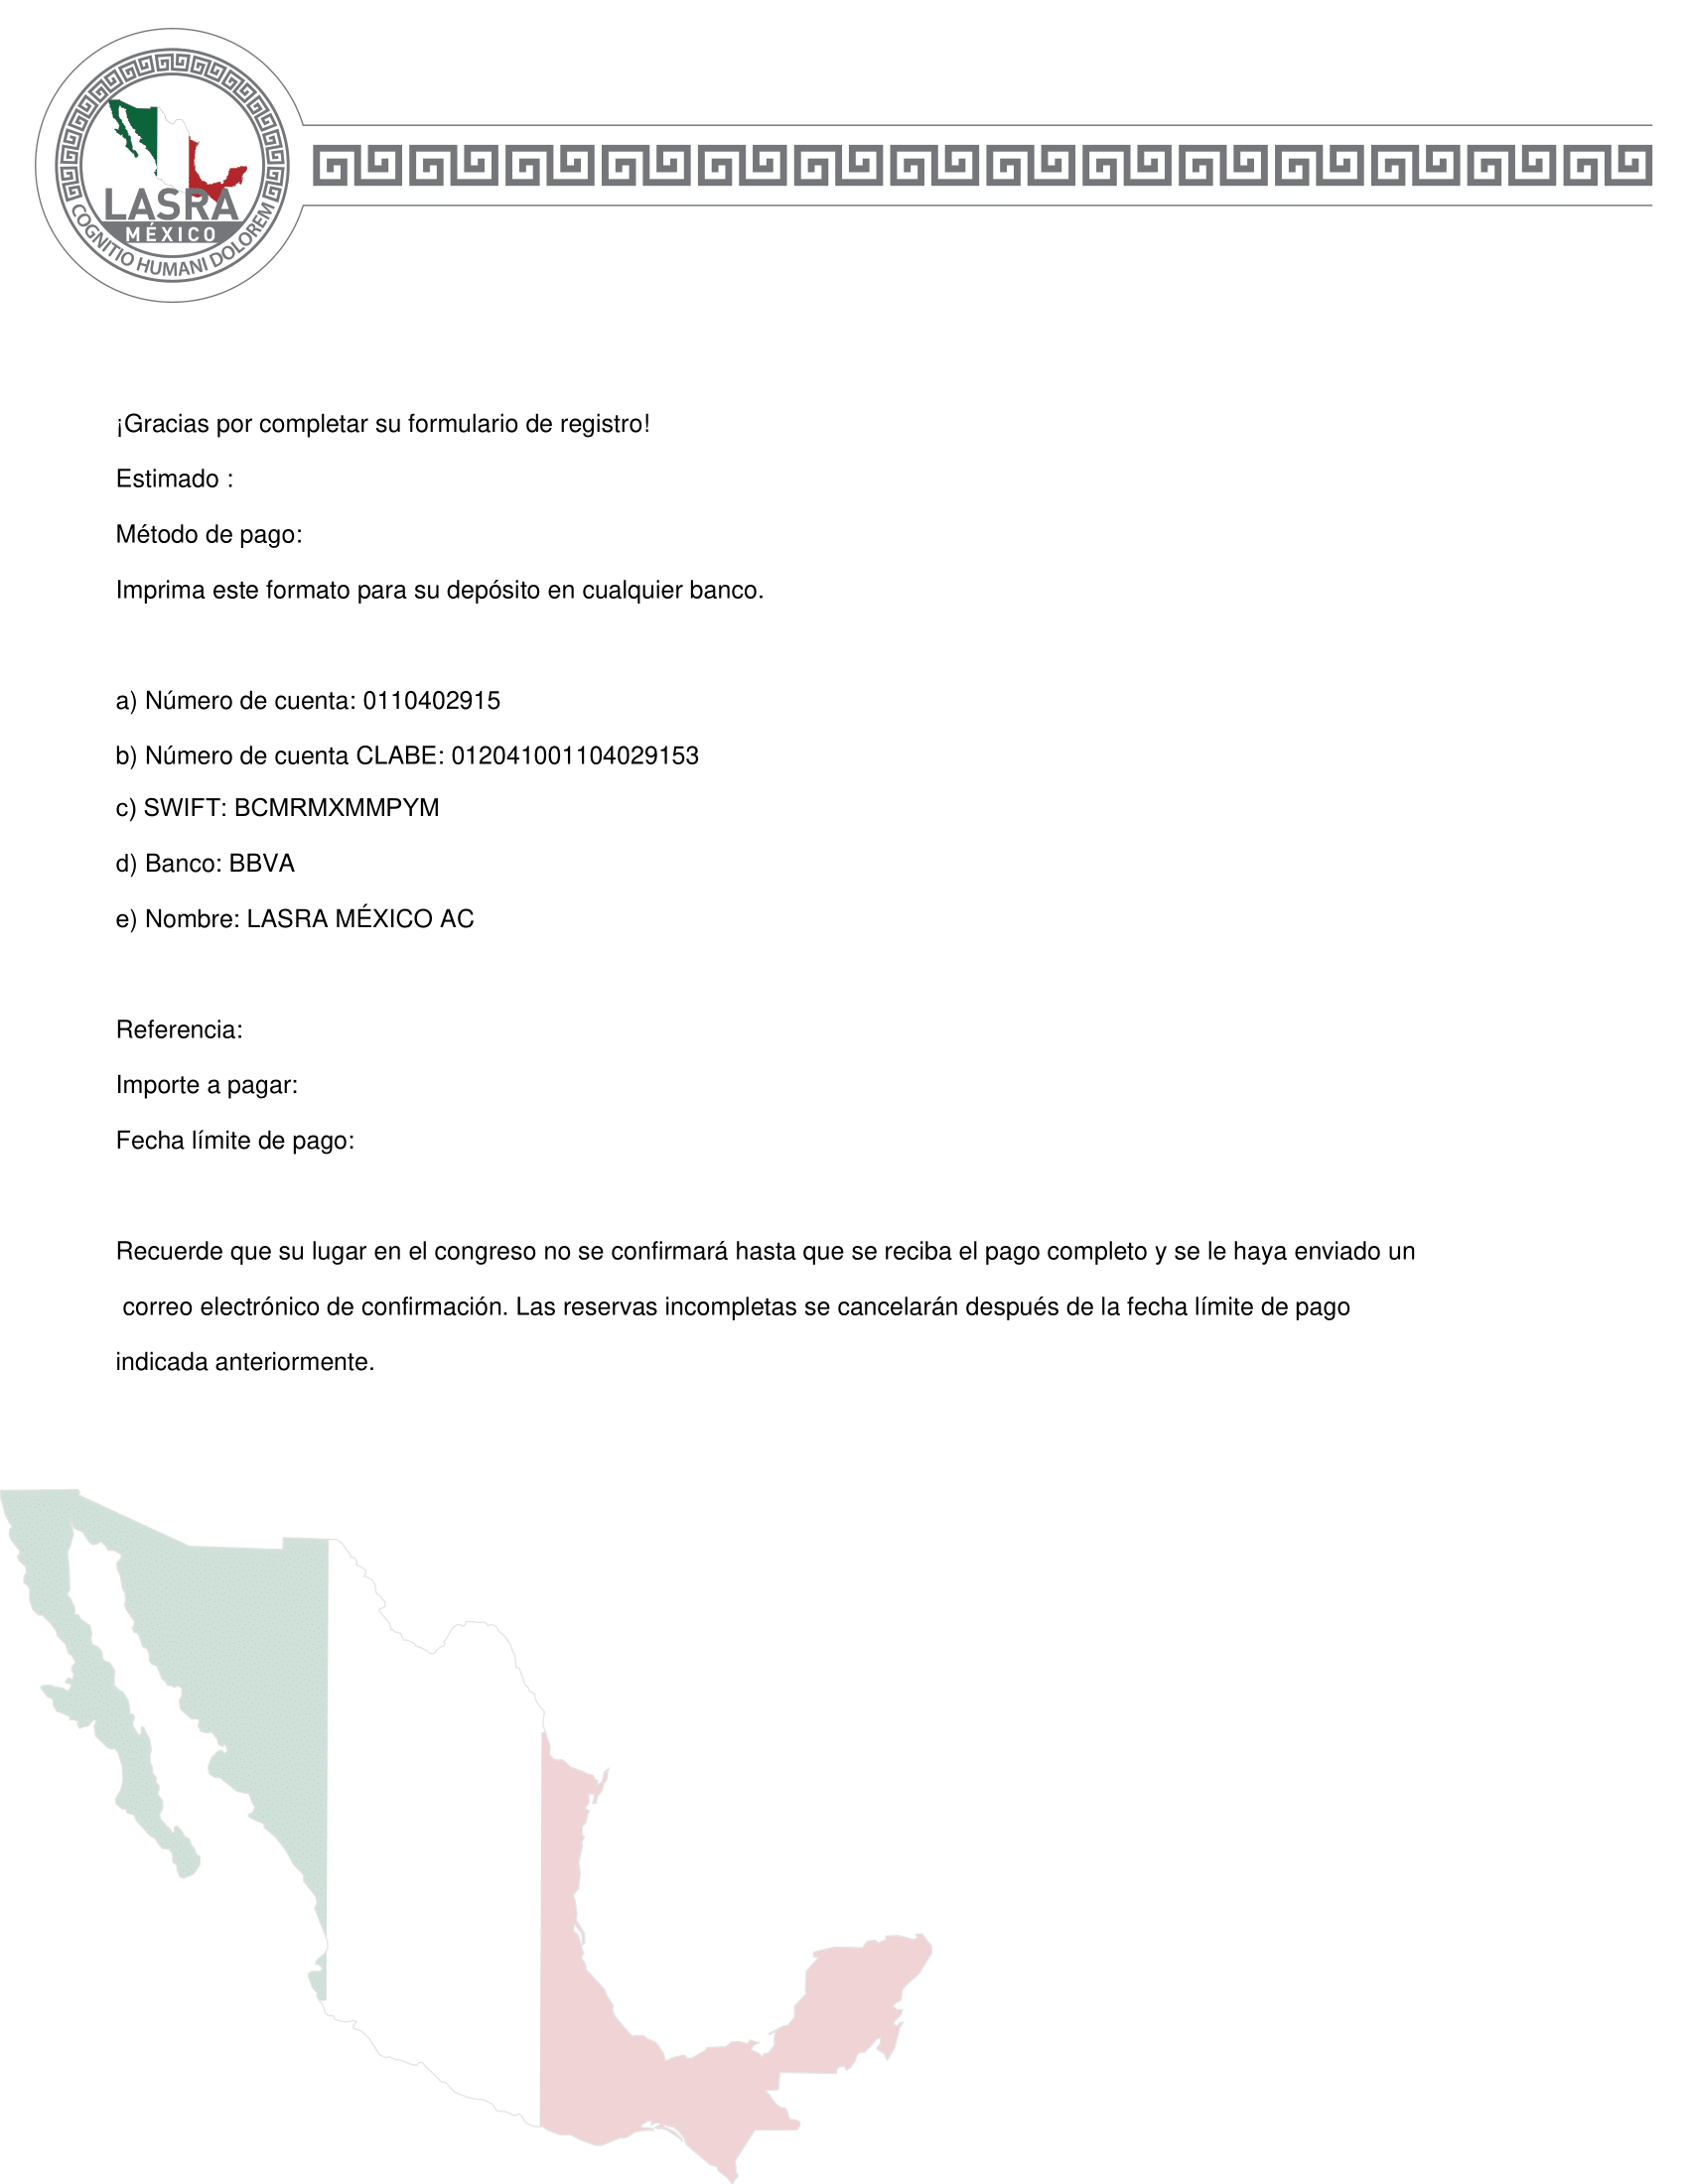 LASRA
MÉXICO
COGNITIO HUMANI DOLOREM
¡Gracias por completar su formulario de registro!
Estimado :
Método de pago:
Imprima este formato para su depósito en cualquier banco.
a) Número de cuenta: 0110402915
b) Número de cuenta CLABE: 012041001104029153
c) SWIFT: BCMRMXMMPYM
d) Banco: BBVA
e) Nombre: LASRA MÉXICO AC
Referencia:
Importe a pagar:
Fecha límite de pago:
Recuerde que su lugar en el congreso no se confirmará hasta que se reciba el pago completo y se le haya enviado un
correo electrónico de confirmación. Las reservas incompletas se cancelarán después de la fecha límite de pago
indicada anteriormente.